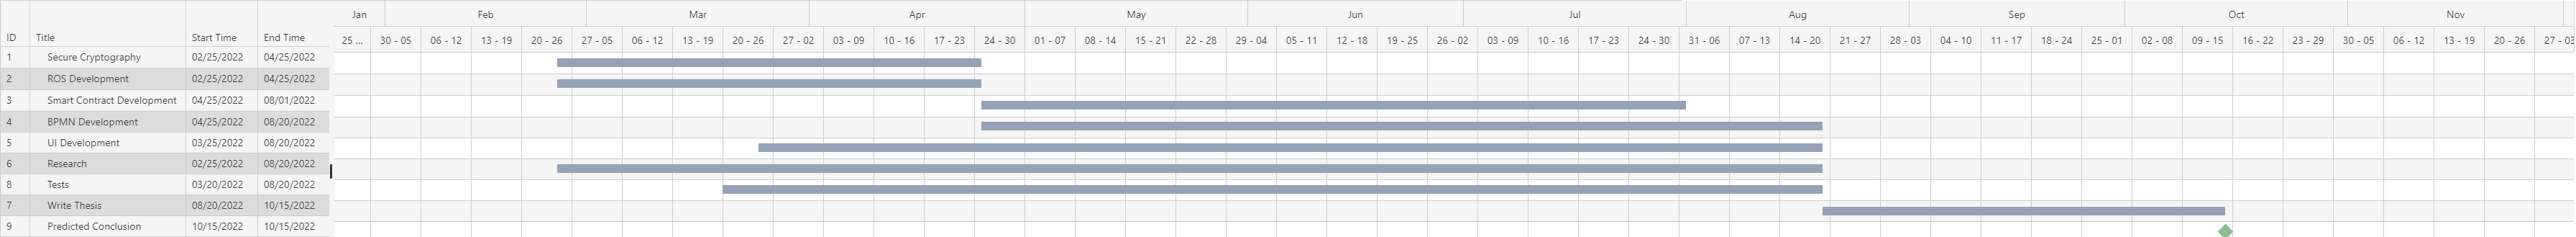 Jan Feb Mar Apr May Jun Jul Aug Sep Oct Nov
ID Title Start Time End Time 25 ... 30 - 05 06 - 12 13 - 19 20 - 26 27 - 05 06 - 12 13 - 19 20 - 26 27 - 02 03 - 09 10 - 16 17 - 23 24 - 30 01 - 07 08 - 14 15 - 21 22 - 28 29 - 04 05 - 11 12 - 18 19 - 25 26 - 02 03 - 09 10 - 16 17 - 23 24 - 30 31 - 06 07 - 13 14 - 20 21 - 27 28 - 03 04 - 10 11 - 17 18 - 24 25 - 01 02 - 08 09 - 15 16 - 22 23 - 29 30 - 05 06 - 12 13 - 19 20 - 26 27 - 03
1 Secure Cryptography 02/25/2022 04/25/2022
2 ROS Development 02/25/2022 04/25/2022
3 Smart Contract Development 04/25/2022 08/01/2022
4 BPMN Development 04/25/2022 08/20/2022
5 UI Development 03/25/2022 08/20/2022
6 Research 02/25/2022 08/20/2022
8 Tests 03/20/2022 08/20/2022
7 Write Thesis 08/20/2022 10/15/2022
9 Predicted Conclusion 10/15/2022 10/15/2022